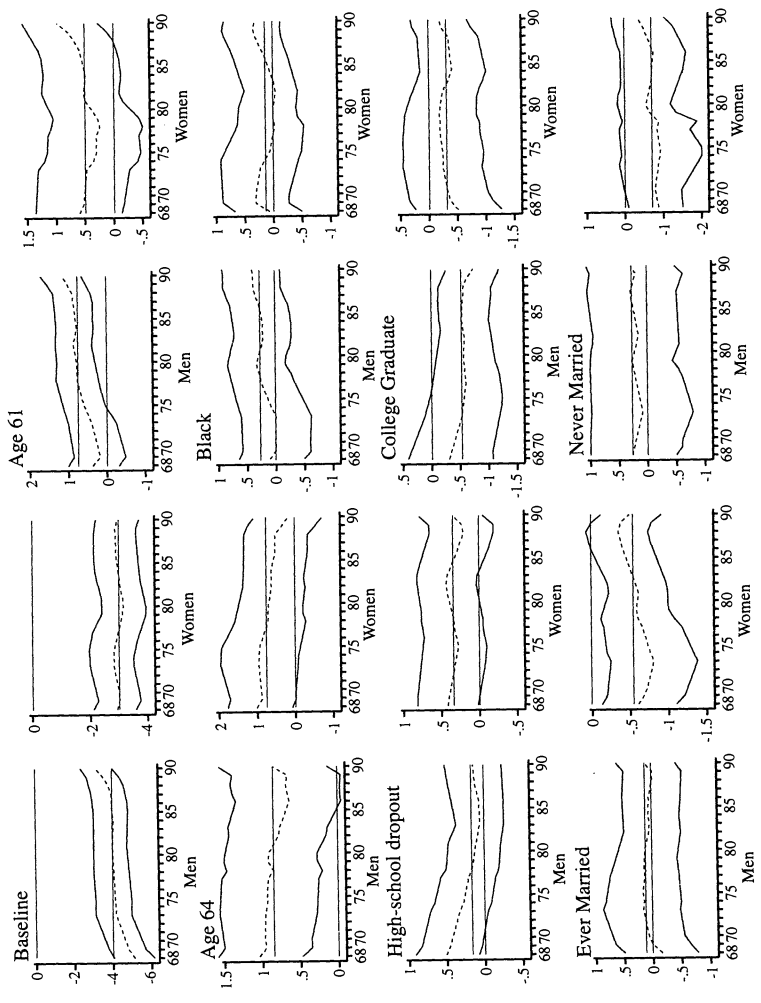 Baseline
0
-2
-4
-6
68 70 75 80 85 90
Men
0
-2
-4
68 70 75 80 85 90
Women
Age 61
2
1
0
-1
68 70 75 80 85 90
Men
1.5
1
.5
0
-.5
68 70 75 80 85 90
Women
Age 64
1.5
1
.5
0
68 70 75 80 85 90
Men
2
1
0
-1
68 70 75 80 85 90
Women
Black
1
.5
0
-.5
-1
68 70 75 80 85 90
Men
1
.5
0
-.5
-1
68 70 75 80 85 90
Women
High-school dropout
1
.5
0
-.5
68 70 75 80 85 90
Men
1
.5
0
-.5
68 70 75 80 85 90
Women
College Graduate
.5
0
-.5
-1
-1.5
68 70 75 80 85 90
Men
.5
0
-.5
-1
-1.5
68 70 75 80 85 90
Women
Ever Married
1
.5
0
-.5
-1
68 70 75 80 85 90
Men
0
-.5
-1
-1.5
68 70 75 80 85 90
Women
Never Married
1
.5
0
-.5
-1
68 70 75 80 85 90
Men
1
0
-1
-2
68 70 75 80 85 90
Women